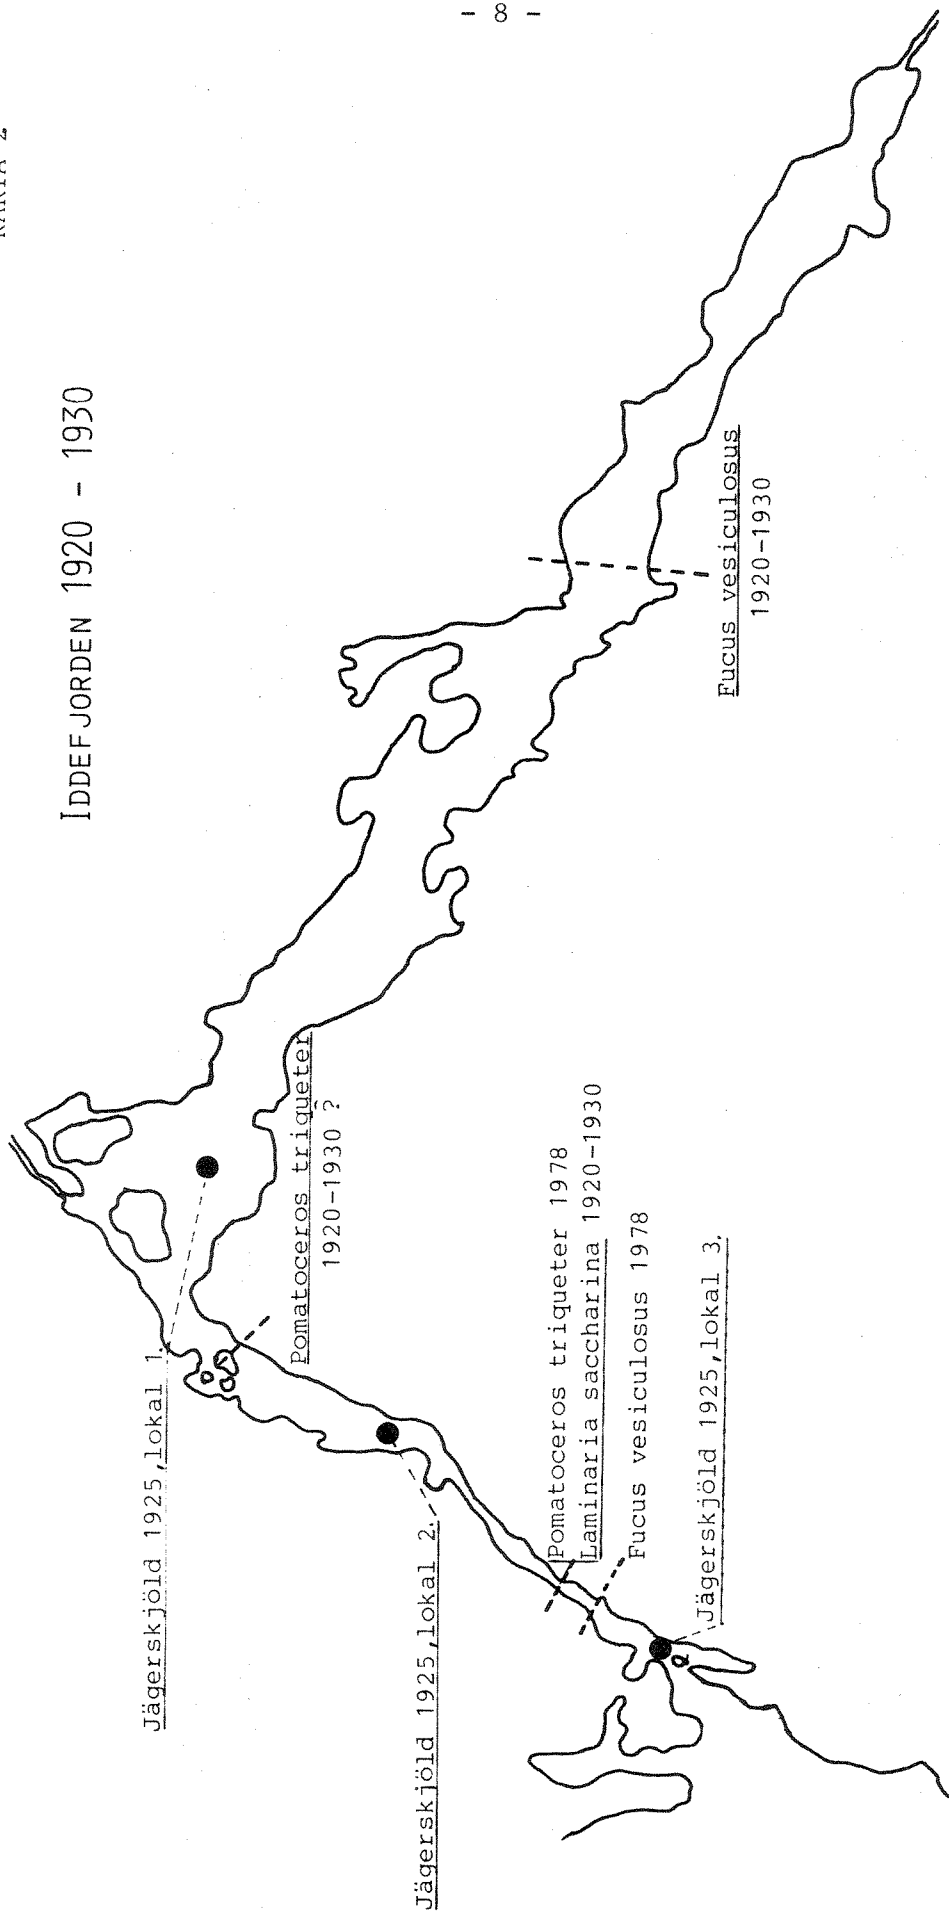 - 8 -
KARTA 2
IDDEFJORDEN 1920 - 1930
Jägerskjöld 1925,lokal 1.
Pomatoceros triqueter
1920-1930 ?
Jägerskjöld 1925,lokal 2.
Pomatoceros triqueter 1978
Laminaria saccharina 1920-1930
Fucus vesiculosus 1978
Jägerskjöld 1925,lokal 3.
Fucus vesiculosus
1920-1930